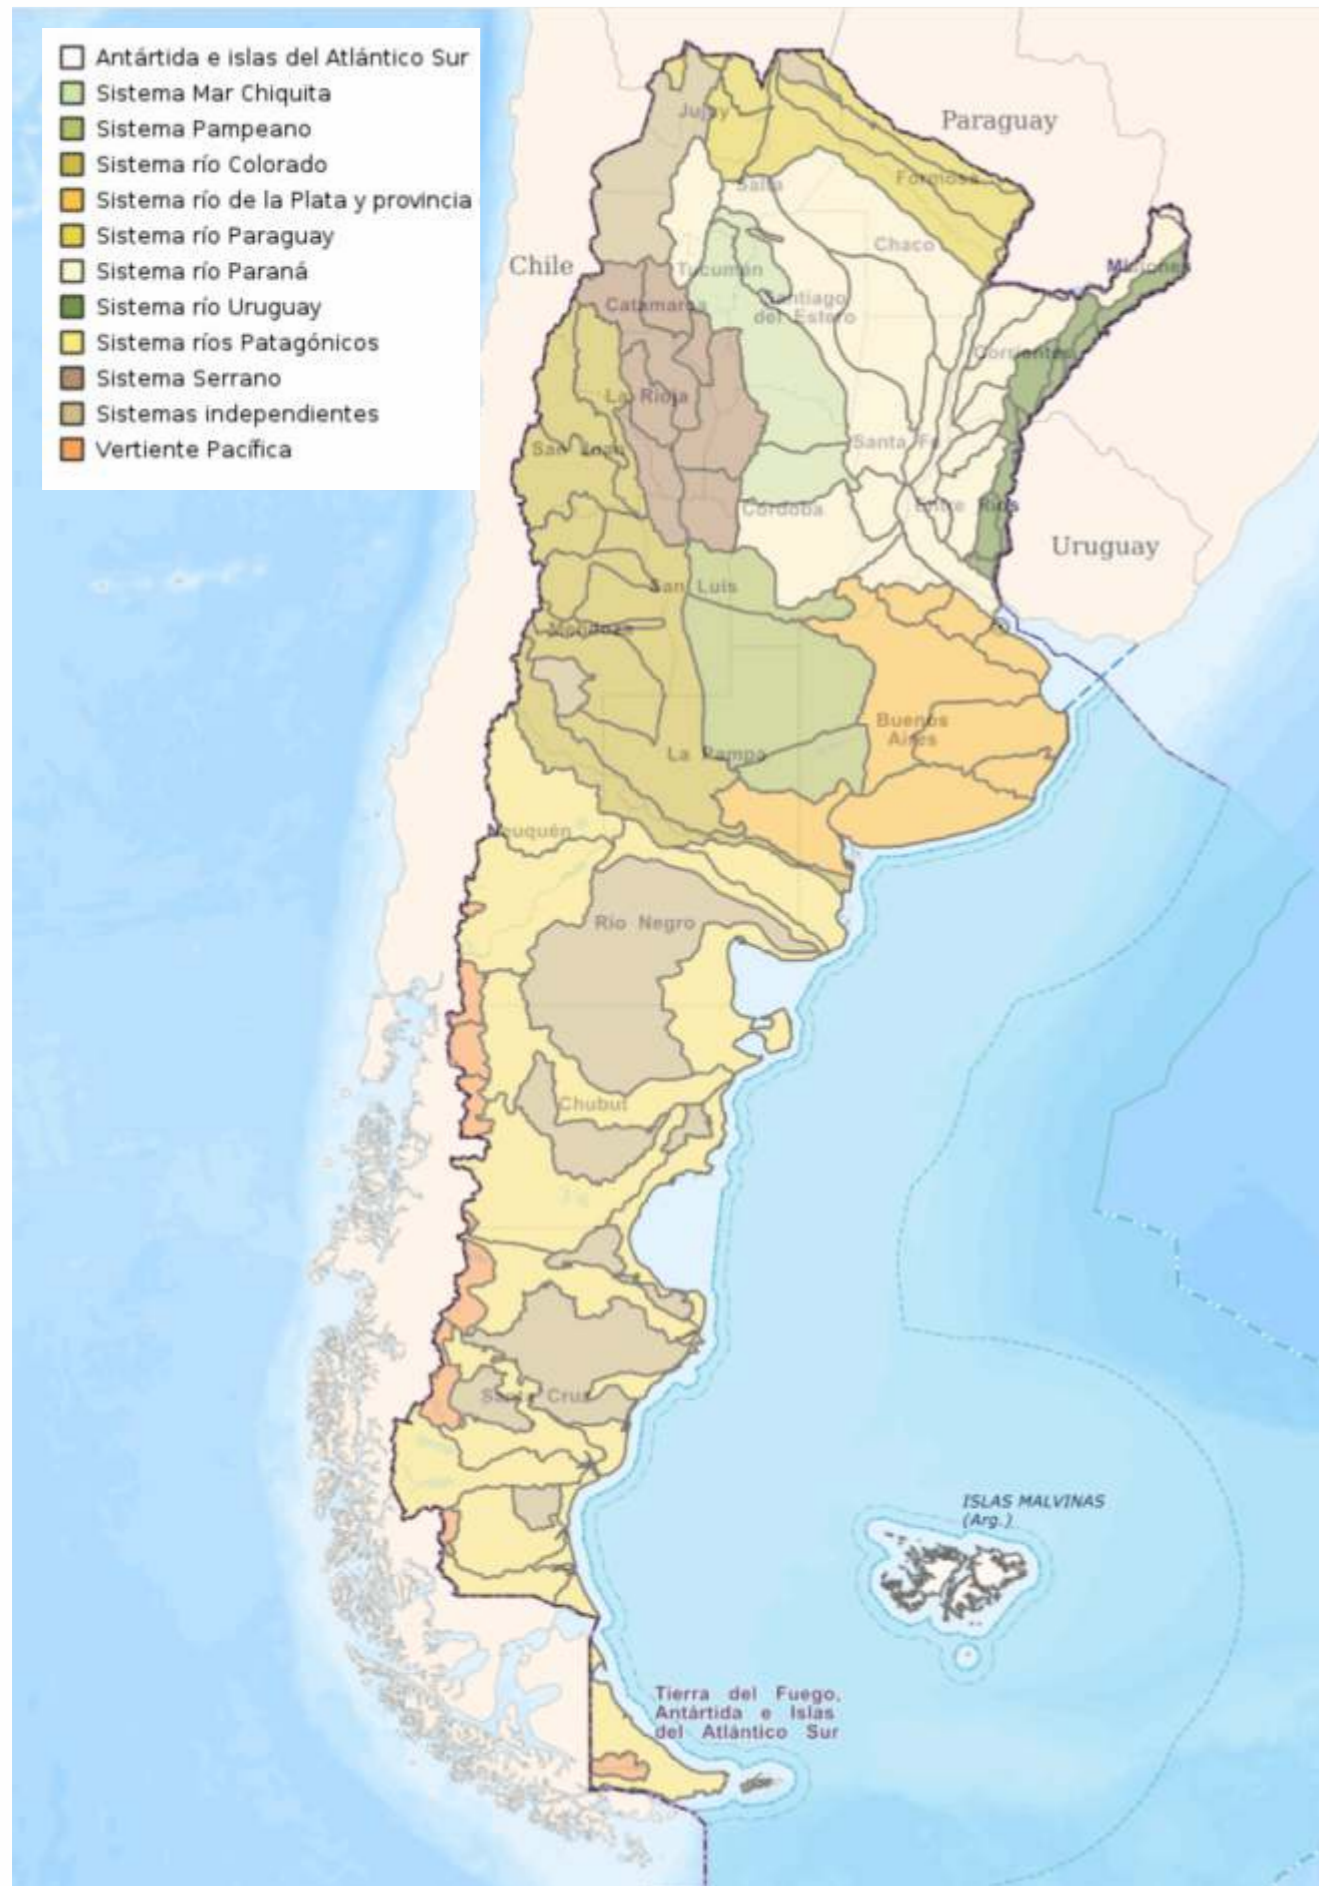 Antártida e islas del Atlántico Sur
Sistema Mar Chiquita
Sistema Pampeano
Sistema río Colorado
Sistema río de la Plata y provincia
Sistema río Paraguay
Sistema río Paraná
Sistema río Uruguay
Sistema ríos Patagónicos
Sistema Serrano
Sistemas independientes
Vertiente Pacífica
Paraguay
Jujuy
Salta
Formosa
Chaco
Chile
Tucumán
Misiones
Catamarca
Santiago
del Estero
Corrientes
La Rioja
San Juan
Santa Fe
Córdoba
Entre Ríos
Uruguay
San Luis
Mendoza
Buenos
Aires
La Pampa
Neuquén
Río Negro
Chubut
Santa Cruz
ISLAS MALVINAS
(Arg.)
Tierra del Fuego,
Antártida e Islas
del Atlántico Sur